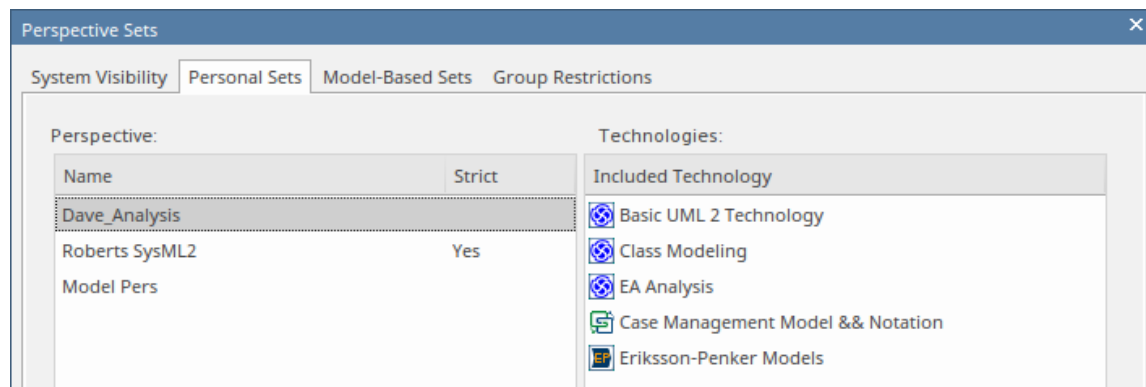 Perspective Sets
System Visibility Personal Sets Model-Based Sets Group Restrictions
Perspective: Technologies:
Name Strict Included Technology
Dave_Analysis Basic UML 2 Technology
Roberts SysML2 Yes Class Modeling
Model Pers EA Analysis
Case Management Model && Notation
EP Eriksson-Penker Models